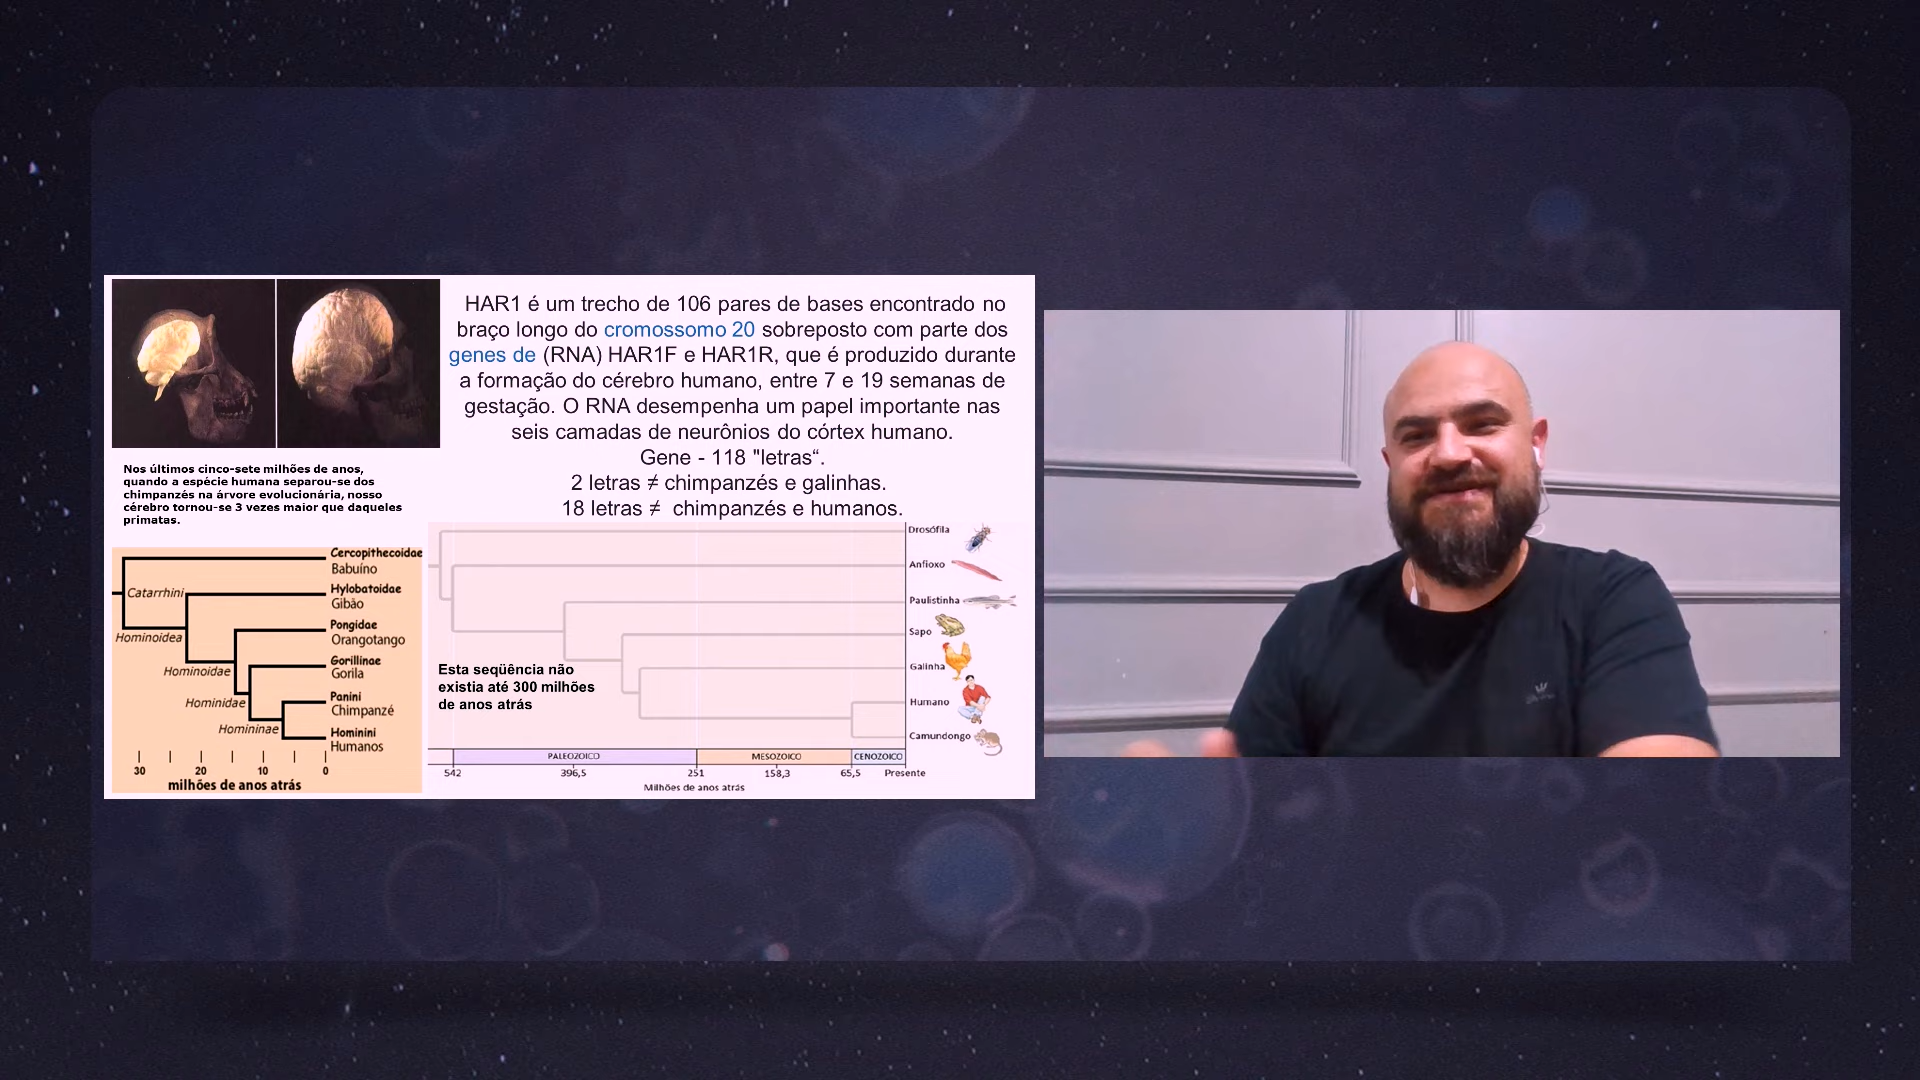 HAR1 é um trecho de 106 pares de bases encontrado no
braço longo do cromossomo 20 sobreposto com parte dos
genes de (RNA) HAR1F e HAR1R, que é produzido durante
a formação do cérebro humano, entre 7 e 19 semanas de
gestação. O RNA desempenha um papel importante nas
seis camadas de neurônios do córtex humano.
Gene - 118 "letras“.
2 letras ≠ chimpanzés e galinhas.
18 letras ≠ chimpanzés e humanos.
Nos últimos cinco-sete milhões de anos,
quando a espécie humana separou-se dos
chimpanzés na árvore evolucionária, nosso
cérebro tornou-se 3 vezes maior que daqueles
primatas.
Cercopithecoidae
Babuíno
Catarrhini
Hylobatoidae
Gibão
Hominoidea
Pongidae
Orangotango
Hominoidae
Gorillinae
Gorila
Hominidae
Panini
Chimpanzé
Homininae
Hominini
Humanos
30 20 10 0
milhões de anos atrás
Drosófila
Anfioxo
Paulistinha
Sapo
Galinha
Humano
Camundongo
Esta seqüência não
existia até 300 milhões
de anos atrás
PALEOZOICO MESOZOICO CENOZOICO
542 396,5 251 158,3 65,5 Presente
Milhões de anos atrás